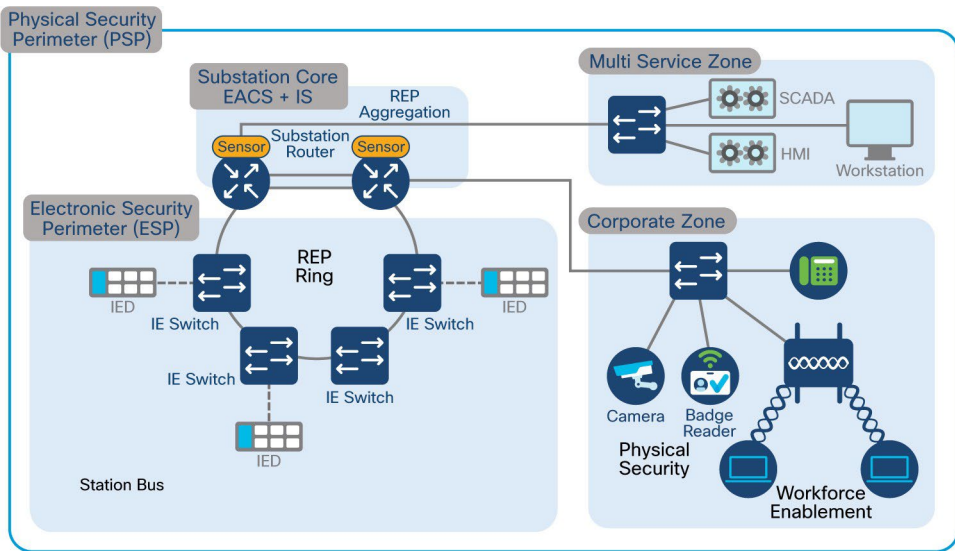 Physical Security
Perimeter (PSP)
Substation Core
EACS + IS
REP
Aggregation
Substation
Router
Sensor
Sensor
Multi Service Zone
SCADA
HMI
Workstation
Electronic Security
Perimeter (ESP)
REP
Ring
IED
IE Switch
IED
IE Switch
IE Switch
IE Switch
IED
Station Bus
Corporate Zone
Camera
Badge
Reader
Physical
Security
Workforce
Enablement